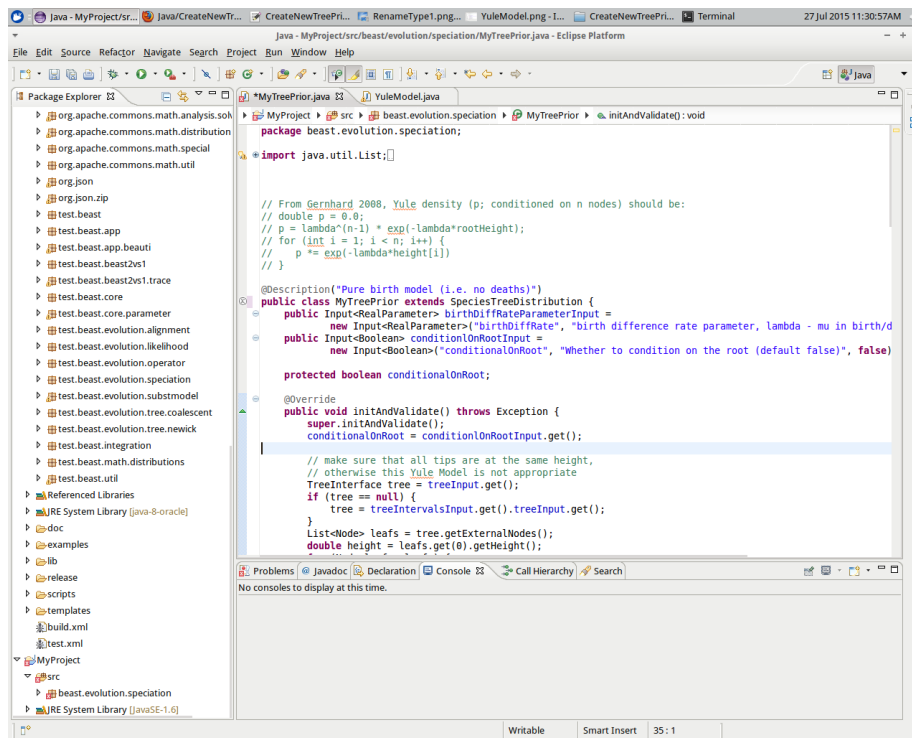 Java - MyProject/sr... Java/CreateNewTr... CreateNewTreePri... RenameType1.png... YuleModel.png - I... CreateNewTreePri... Terminal 27 Jul 2015 11:30:57AM
Java - MyProject/src/beast/evolution/speciation/MyTreePrior.java - Eclipse Platform
File Edit Source Refactor Navigate Search Project Run Window Help
Java
Package Explorer
org.apache.commons.math.analysis.solv
org.apache.commons.math.distribution
org.apache.commons.math.special
org.apache.commons.math.util
org.json
org.json.zip
test.beast
test.beast.app
test.beast.app.beauti
test.beast.beast2vs1
test.beast.beast2vs1.trace
test.beast.core
test.beast.core.parameter
test.beast.evolution.alignment
test.beast.evolution.likelihood
test.beast.evolution.operator
test.beast.evolution.speciation
test.beast.evolution.substmodel
test.beast.evolution.tree.coalescent
test.beast.evolution.tree.newick
test.beast.integration
test.beast.math.distributions
test.beast.util
Referenced Libraries
JRE System Library [java-8-oracle]
doc
examples
lib
release
scripts
templates
build.xml
test.xml
MyProject
src
beast.evolution.speciation
JRE System Library [JavaSE-1.6]
*MyTreePrior.java YuleModel.java
MyProject src beast.evolution.speciation MyTreePrior initAndValidate() : void
package beast.evolution.speciation;
import java.util.List;
// From Gernhard 2008, Yule density (p; conditioned on n nodes) should be:
// double p = 0.0;
// p = lambda^(n-1) * exp(-lambda*rootHeight);
// for (int i = 1; i < n; i++) {
// p *= exp(-lambda*height[i])
// }
@Description("Pure birth model (i.e. no deaths)")
public class MyTreePrior extends SpeciesTreeDistribution {
public Input<RealParameter> birthDiffRateParameterInput =
new Input<RealParameter>("birthDiffRate", "birth difference rate parameter, lambda - mu in birth/d
public Input<Boolean> conditionlOnRootInput =
new Input<Boolean>("conditionalOnRoot", "Whether to condition on the root (default false)", false)
protected boolean conditionalOnRoot;
@Override
public void initAndValidate() throws Exception {
super.initAndValidate();
conditionalOnRoot = conditionlOnRootInput.get();
// make sure that all tips are at the same height,
// otherwise this Yule Model is not appropriate
TreeInterface tree = treeInput.get();
if (tree == null) {
tree = treeIntervalsInput.get().treeInput.get();
}
List<Node> leafs = tree.getExternalNodes();
double height = leafs.get(0).getHeight();
Problems @ Javadoc Declaration Console Call Hierarchy Search
No consoles to display at this time.
Writable Smart Insert 35 : 1